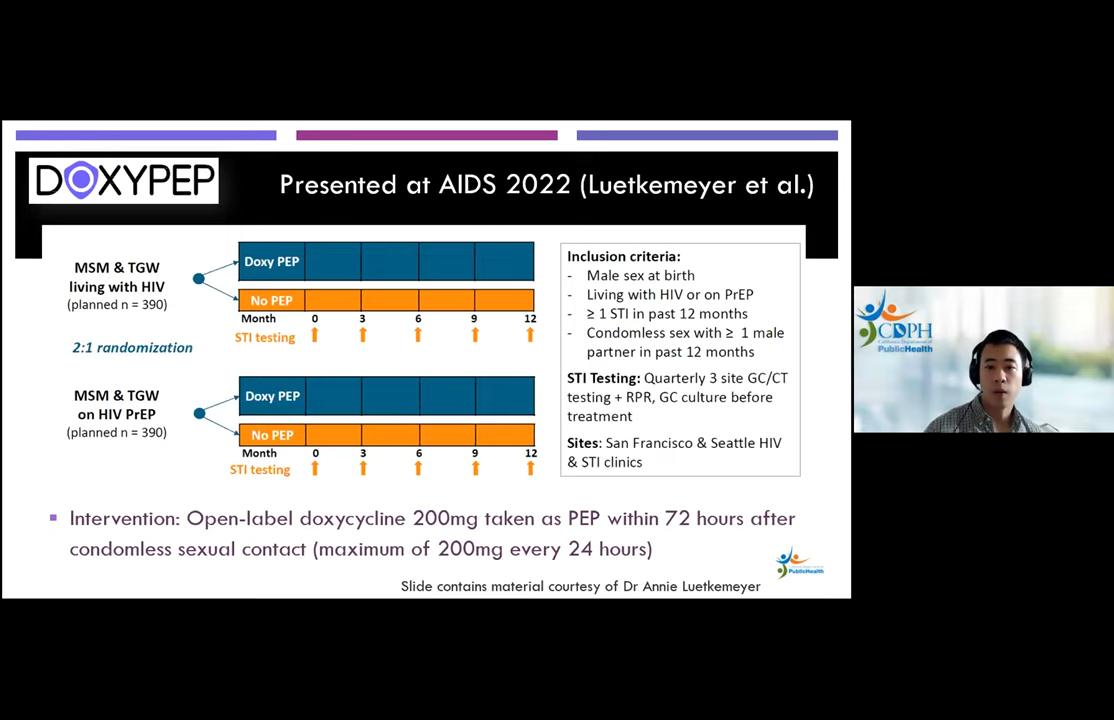 DOXYPEP
Presented at AIDS 2022 (Luetkemeyer et al.)
MSM & TGW
living with HIV
(planned n = 390)
2:1 randomization
MSM & TGW
on HIV PrEP
(planned n = 390)
Doxy PEP
No PEP
Month 0 3 6 9 12
STI testing
Doxy PEP
No PEP
Month 0 3 6 9 12
STI testing
Inclusion criteria:
- Male sex at birth
- Living with HIV or on PrEP
- ≥ 1 STI in past 12 months
- Condomless sex with ≥ 1 male
partner in past 12 months
STI Testing: Quarterly 3 site GC/CT
testing + RPR, GC culture before
treatment
Sites: San Francisco & Seattle HIV
& STI clinics
▪ Intervention: Open-label doxycycline 200mg taken as PEP within 72 hours after
condomless sexual contact (maximum of 200mg every 24 hours)
PublicHealth
Slide contains material courtesy of Dr Annie Luetkemeyer
CDPH
California Department of
PublicHealth